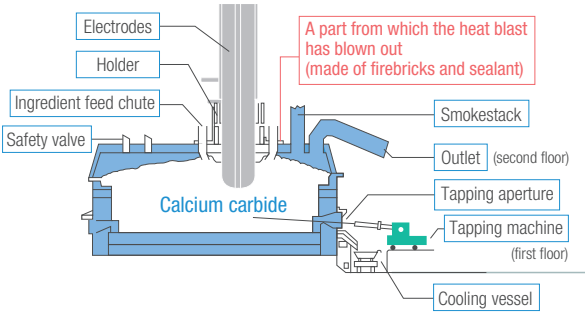 Electrodes
Holder
Ingredient feed chute
Safety valve
A part from which the heat blast
has blown out
(made of firebricks and sealant)
Smokestack
Outlet (second floor)
Tapping aperture
Calcium carbide
Tapping machine
(first floor)
Cooling vessel